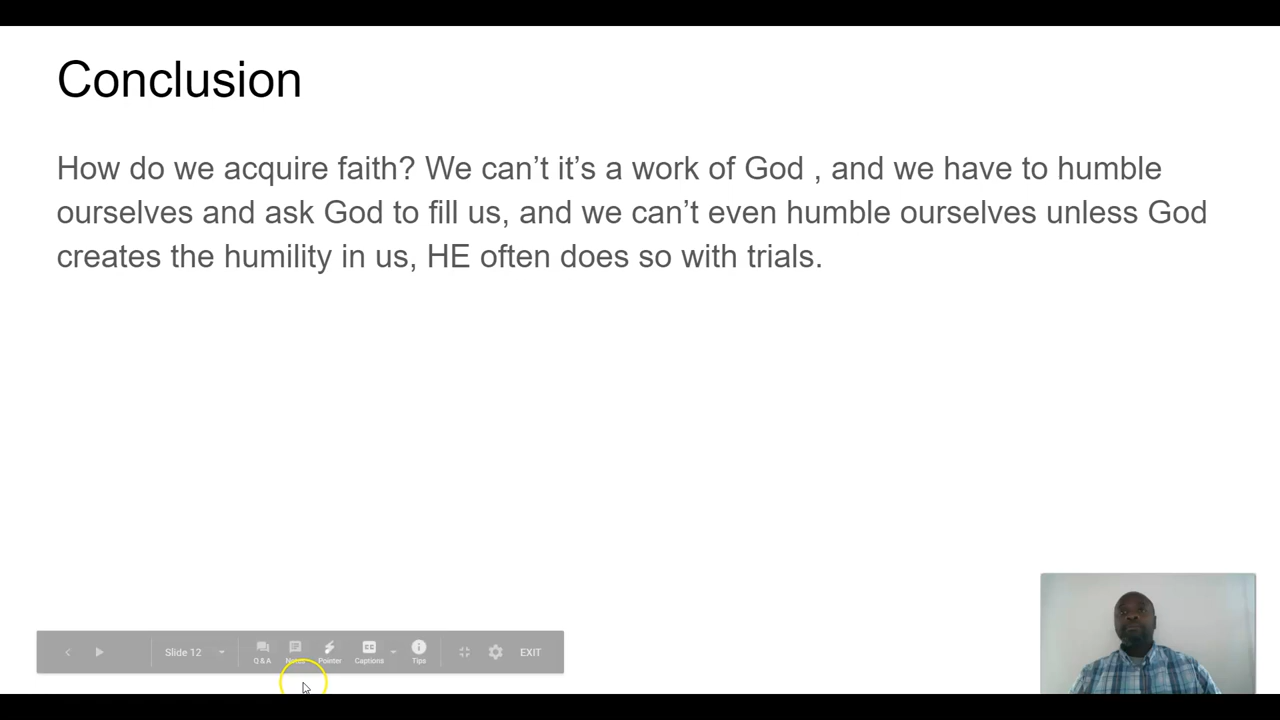 Conclusion
How do we acquire faith? We can’t it’s a work of God , and we have to humble
ourselves and ask God to fill us, and we can’t even humble ourselves unless God
creates the humility in us, HE often does so with trials.
Slide 12
Q & A Notes Pointer Captions Tips
EXIT